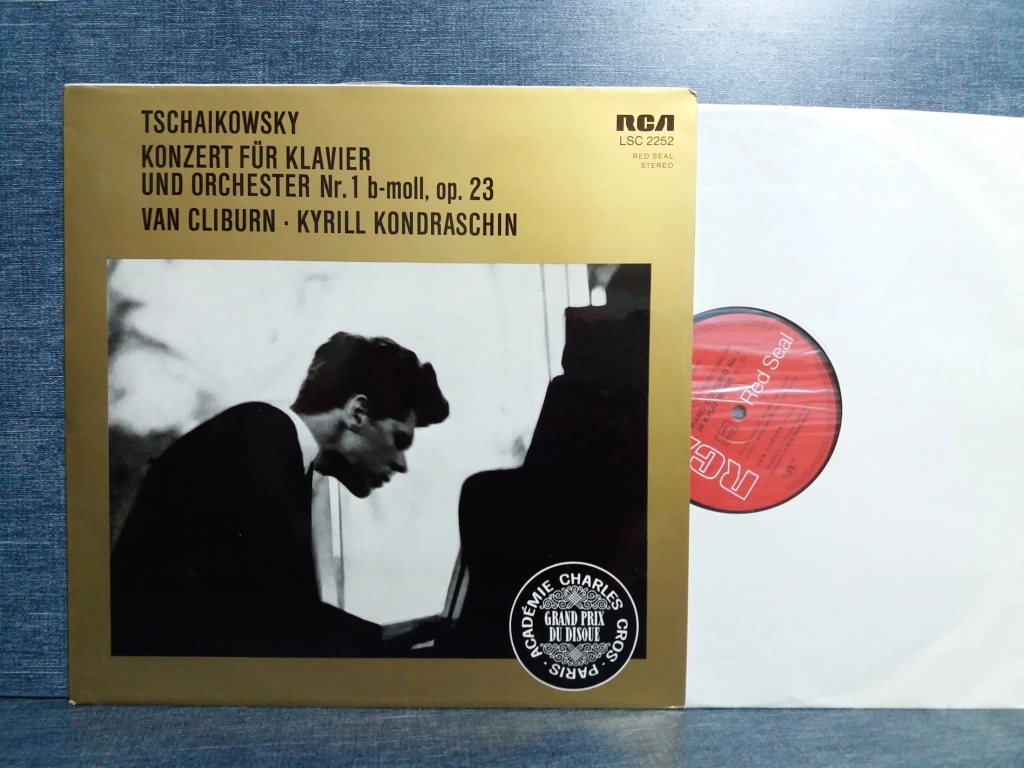 TSCHAIKOWSKY
KONZERT FÜR KLAVIER
UND ORCHESTER Nr. 1 b-moll, op. 23
VAN CLIBURN · KYRILL KONDRASCHIN
RCA
LSC 2252
RED SEAL
STEREO
ACADÉMIE CHARLES CROS · PARIS ·
GRAND PRIX
DU DISQUE
RCA
Red Seal